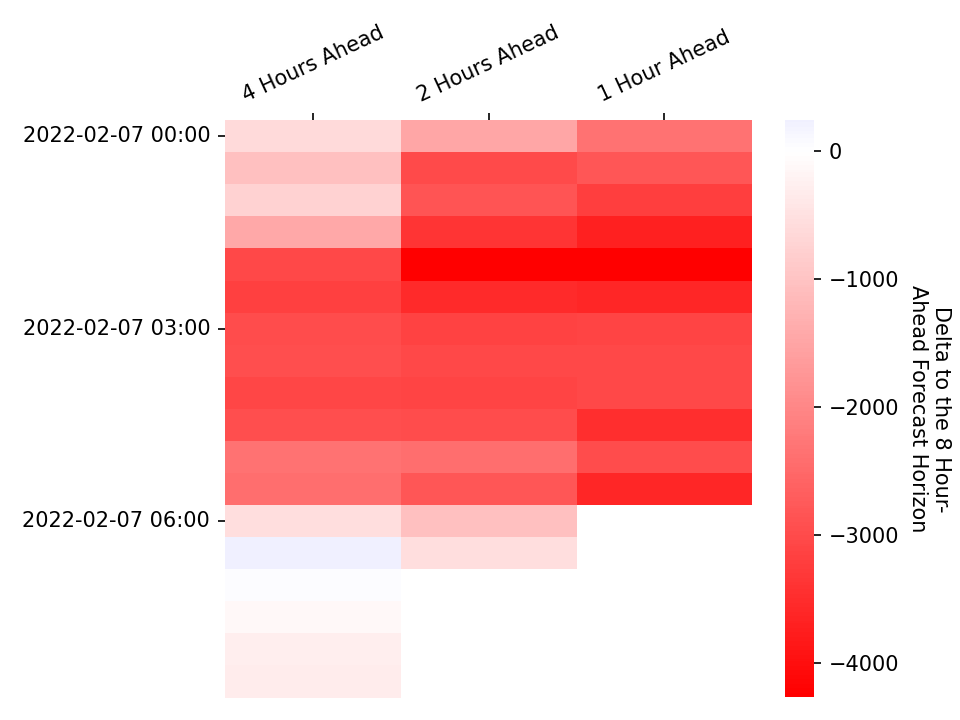 4 Hours Ahead
2 Hours Ahead
1 Hour Ahead
2022-02-07 00:00
2022-02-07 03:00
2022-02-07 06:00
0
−1000
−2000
−3000
−4000
Delta to the 8 Hour-
Ahead Forecast Horizon